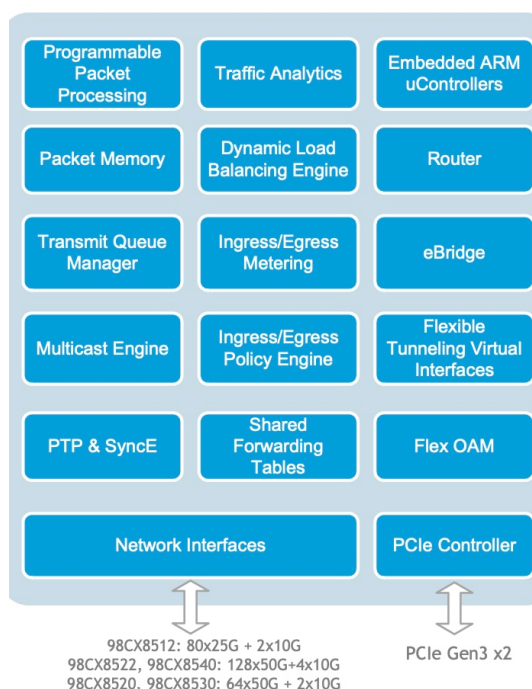 Programmable
Packet
Processing
Traffic Analytics
Embedded ARM
uControllers
Packet Memory
Dynamic Load
Balancing Engine
Router
Transmit Queue
Manager
Ingress/Egress
Metering
eBridge
Multicast Engine
Ingress/Egress
Policy Engine
Flexible
Tunneling Virtual
Interfaces
PTP & SyncE
Shared
Forwarding
Tables
Flex OAM
Network Interfaces
PCIe Controller
98CX8512: 80x25G + 2x10G
98CX8522, 98CX8540: 128x50G+4x10G
98CX8520, 98CX8530: 64x50G + 2x10G
PCIe Gen3 x2